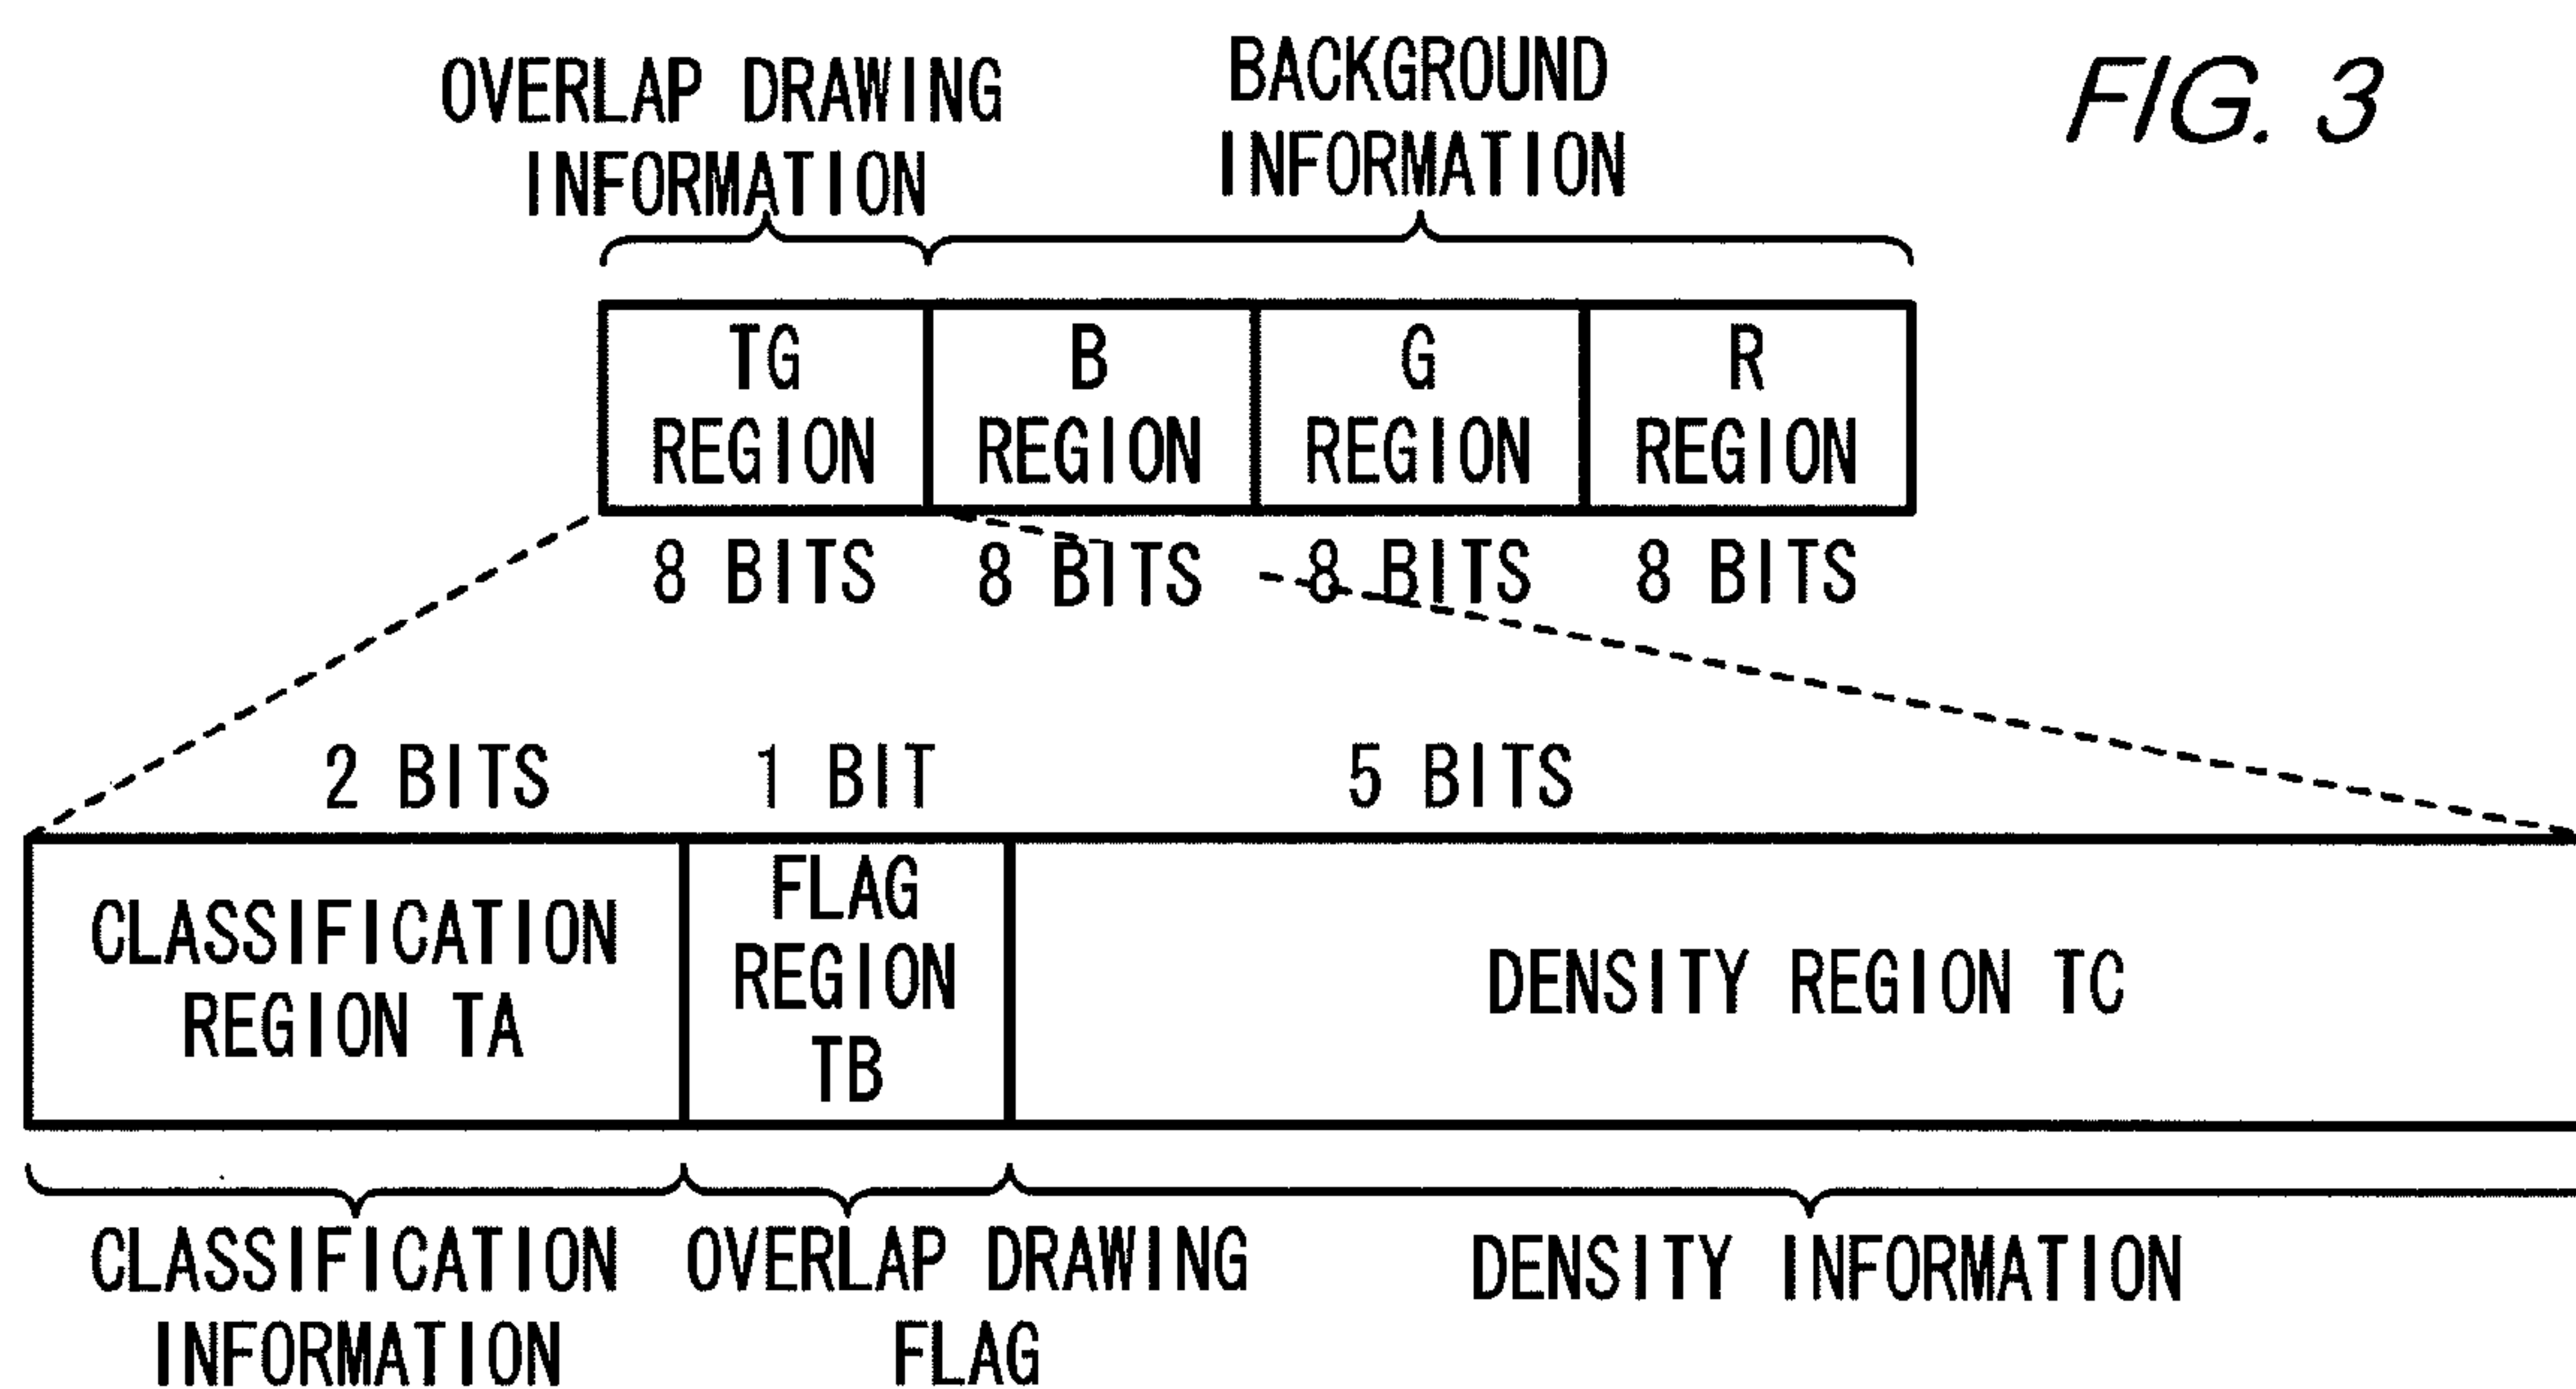 FIG. 3
OVERLAP DRAWING
INFORMATION
BACKGROUND
INFORMATION
TG
REGION
B
REGION
G
REGION
R
REGION
8 BITS
8 BITS
8 BITS
8 BITS
2 BITS
1 BIT
5 BITS
CLASSIFICATION
REGION TA
FLAG
REGION
TB
DENSITY REGION TC
CLASSIFICATION
INFORMATION
OVERLAP DRAWING
FLAG
DENSITY INFORMATION